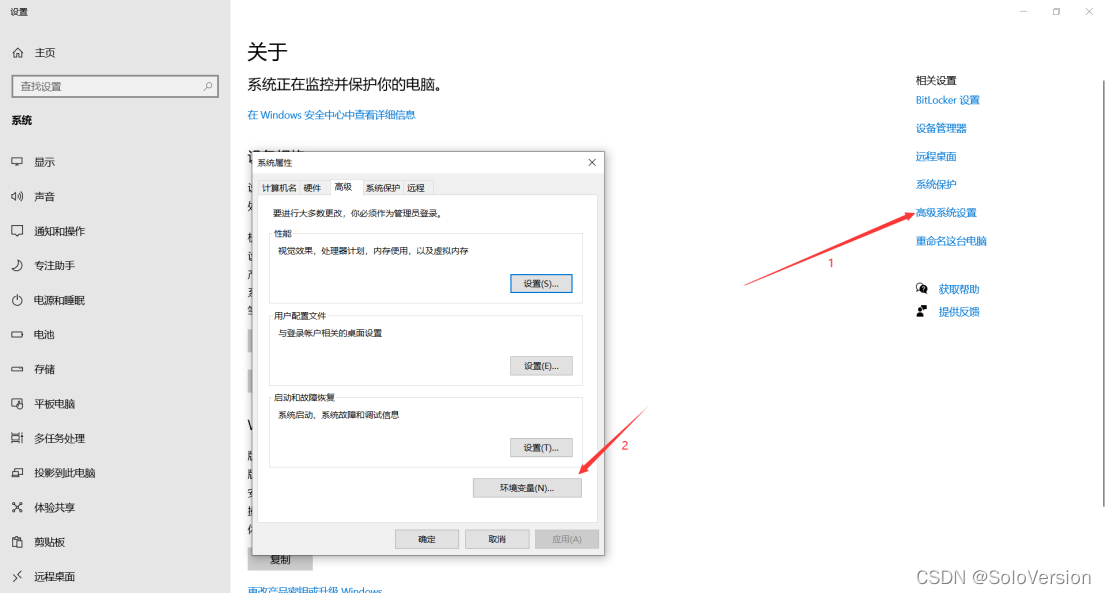 设置
主页
查找设置
系统
显示
声音
通知和操作
专注助手
电源和睡眠
电池
存储
平板电脑
多任务处理
投影到此电脑
体验共享
剪贴板
远程桌面
关于
系统正在监控并保护你的电脑。
在 Windows 安全中心中查看详细信息
系统属性
计算机名 硬件 高级 系统保护 远程
要进行大多数更改，你必须作为管理员登录。
性能
视觉效果，处理器计划，内存使用，以及虚拟内存
设置(S)...
用户配置文件
与登录帐户相关的桌面设置
设置(E)...
启动和故障恢复
系统启动、系统故障和调试信息
设置(T)...
环境变量(N)...
确定 取消 应用(A)
复制
更改产品密钥或升级 Windows
相关设置
BitLocker 设置
设备管理器
远程桌面
系统保护
高级系统设置
重命名这台电脑
获取帮助
提供反馈
1
2
CSDN @SoloVersion